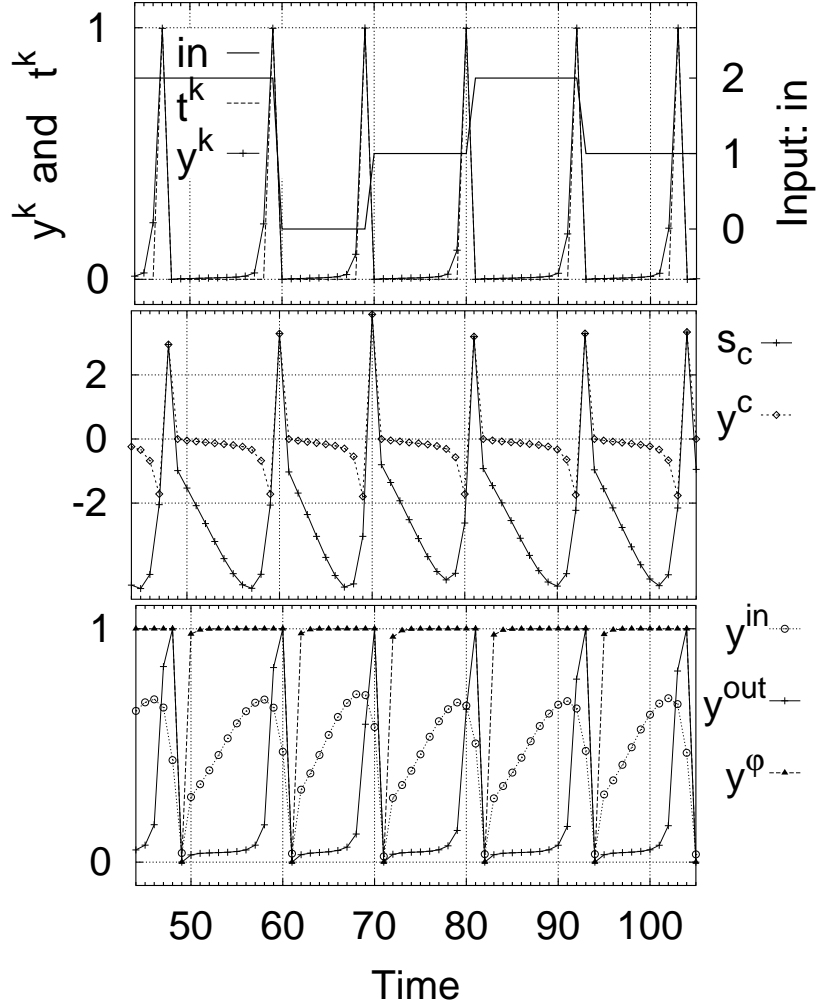 1
0
y^k and t^k
in
t^k
y^k
2
1
0
Input: in
2
0
-2
s_c
y^c
1
0
y^in
y^out
y^φ
50 60 70 80 90 100
Time